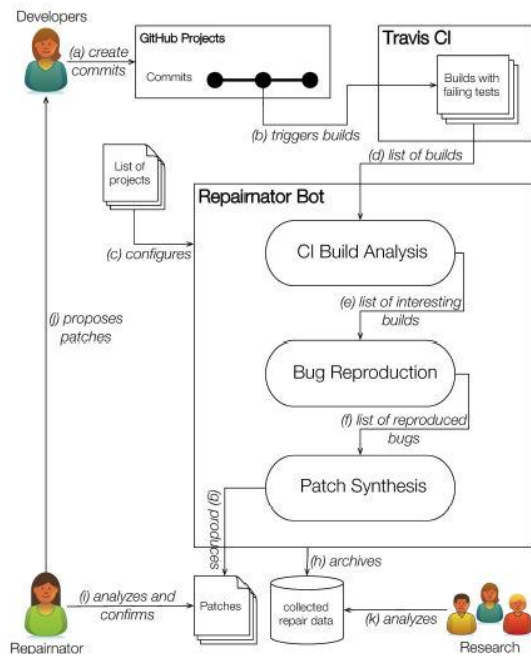 Developers
(a) create
commits
GitHub Projects
Commits
Travis CI
Builds with
failing tests
(b) triggers builds
(d) list of builds
List of
projects
(c) configures
Repairnator Bot
CI Build Analysis
(e) list of interesting
builds
Bug Reproduction
(f) list of reproduced
bugs
Patch Synthesis
(g) produces
(h) archives
(j) proposes
patches
(i) analyzes and
confirms
Patches
collected
repair data
(k) analyzes
Repairnator
Research